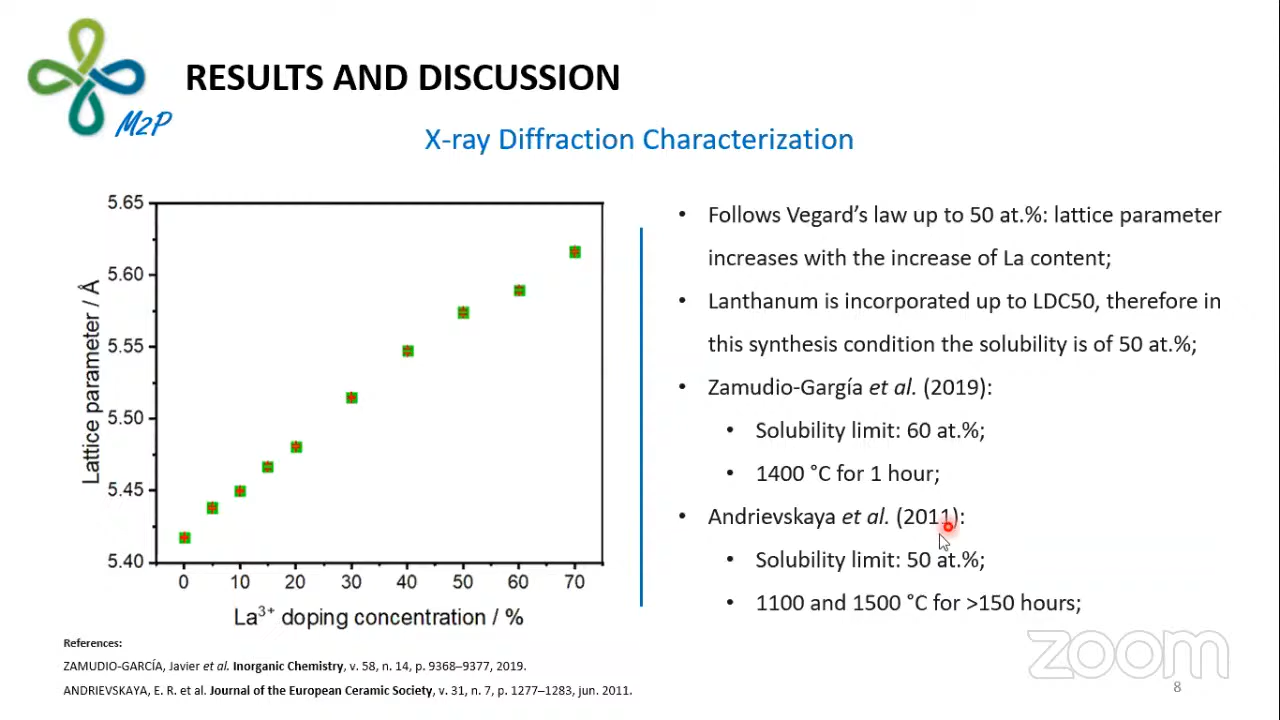 M2P
RESULTS AND DISCUSSION
X-ray Diffraction Characterization
5.65
5.60
5.55
5.50
5.45
5.40
Lattice parameter / Å
0 10 20 30 40 50 60 70
La³⁺ doping concentration / %
• Follows Vegard’s law up to 50 at.%: lattice parameter
increases with the increase of La content;
• Lanthanum is incorporated up to LDC50, therefore in
this synthesis condition the solubility is of 50 at.%;
• Zamudio-Gargía et al. (2019):
• Solubility limit: 60 at.%;
• 1400 °C for 1 hour;
• Andrievskaya et al. (2011):
• Solubility limit: 50 at.%;
• 1100 and 1500 °C for >150 hours;
References:
ZAMUDIO-GARCÍA, Javier et al. Inorganic Chemistry, v. 58, n. 14, p. 9368–9377, 2019.
ANDRIEVSKAYA, E. R. et al. Journal of the European Ceramic Society, v. 31, n. 7, p. 1277–1283, jun. 2011.
zoom
8